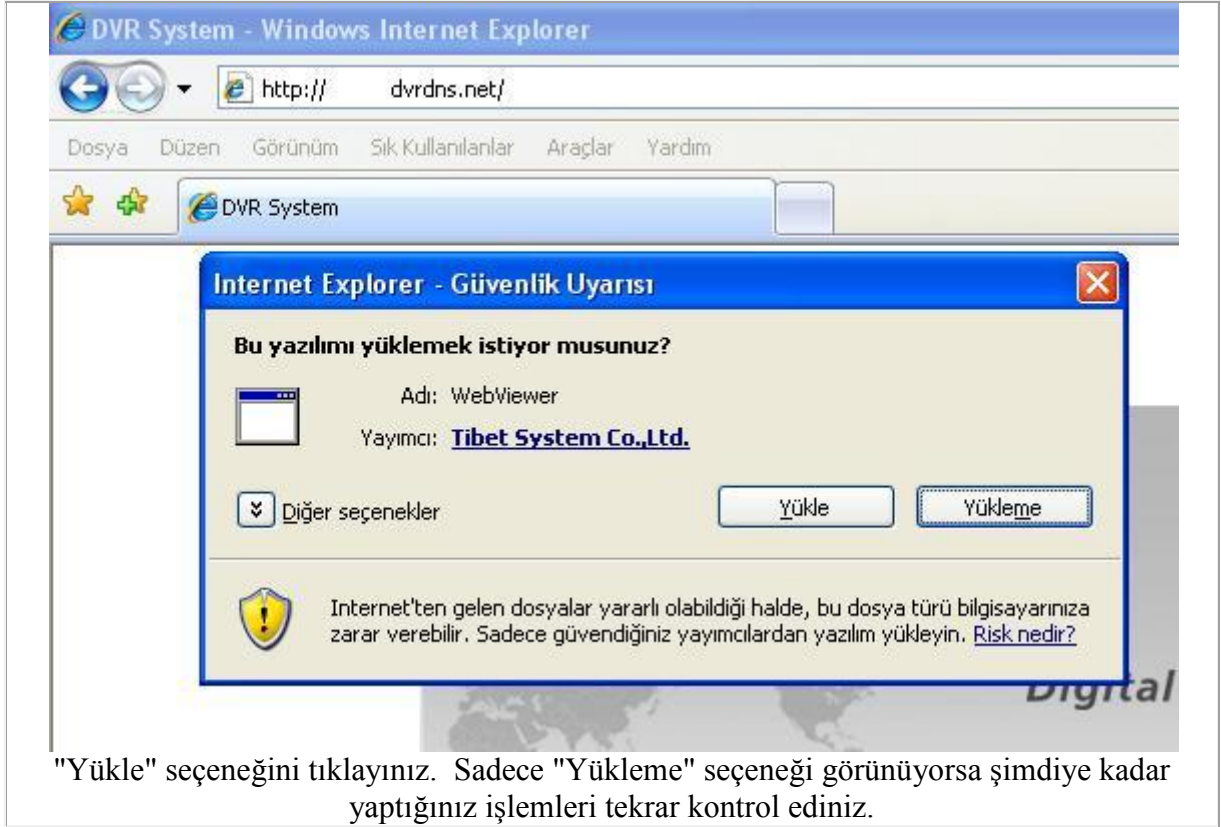 DVR System - Windows Internet Explorer
http:// dvrdns.net/
Dosya Düzen Görünüm Sık Kullanılanlar Araçlar Yardım
DVR System
Internet Explorer - Güvenlik Uyarısı
Bu yazılımı yüklemek istiyor musunuz?
Adı: WebViewer
Yayımcı: Tibet System Co.,Ltd.
Diğer seçenekler Yükle Yükleme
Internet'ten gelen dosyalar yararlı olabildiği halde, bu dosya türü bilgisayarınıza
zarar verebilir. Sadece güvendiğiniz yayımcılardan yazılım yükleyin. Risk nedir?
Digital
"Yükle" seçeneğini tıklayınız. Sadece "Yükleme" seçeneği görünüyorsa şimdiye kadar
yaptığınız işlemleri tekrar kontrol ediniz.